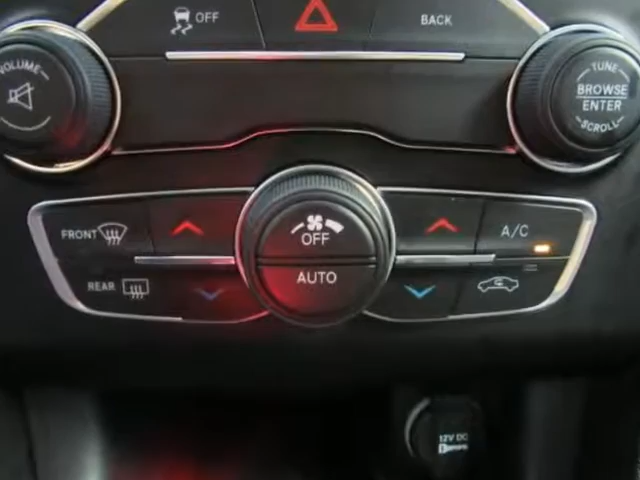 OFF
BACK
VOLUME
TUNE
BROWSE
ENTER
SCROLL
FRONT
OFF
A/C
REAR
AUTO
12V DC